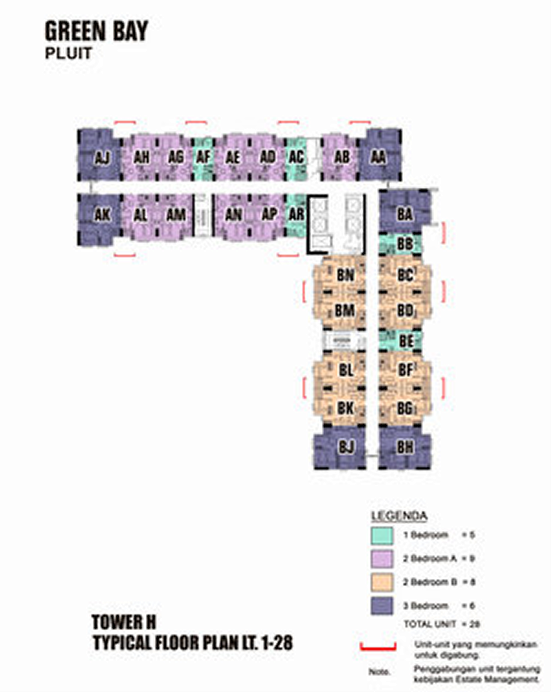 GREEN BAY
PLUIT
AJ AH AG AF AE AD AC AB AA
AK AL AM AN AP AR
BA
BB
BN BC
BM BD
BE
BL BF
BK BG
BJ BH
LEGENDA
1 Bedroom = 5
2 Bedroom A = 9
2 Bedroom B = 8
3 Bedroom = 6
TOTAL UNIT = 28
TOWER H
TYPICAL FLOOR PLAN LT. 1-28
Unit-unit yang memungkinkan
untuk digabung.
Note. Penggabungan unit tergantung
kebijakan Estate Management.